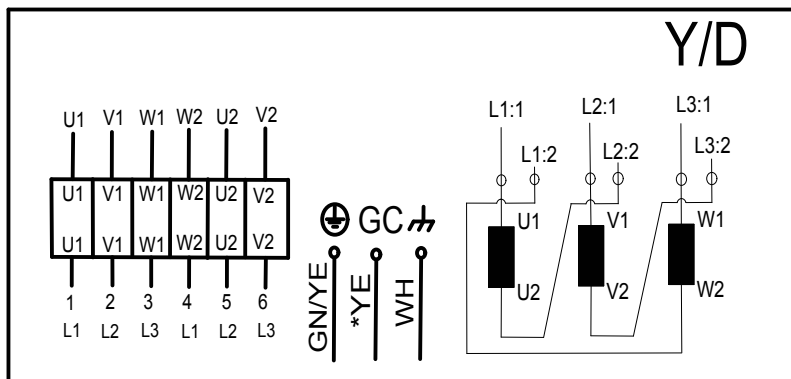 Y/D
U1 V1 W1 W2 U2 V2
U1 V1 W1 W2 U2 V2
U1 V1 W1 W2 U2 V2
1 2 3 4 5 6
L1 L2 L3 L1 L2 L3
GC
GN/YE
*YE
WH
L1:1 L2:1 L3:1
L1:2 L2:2 L3:2
U1 V1 W1
U2 V2 W2